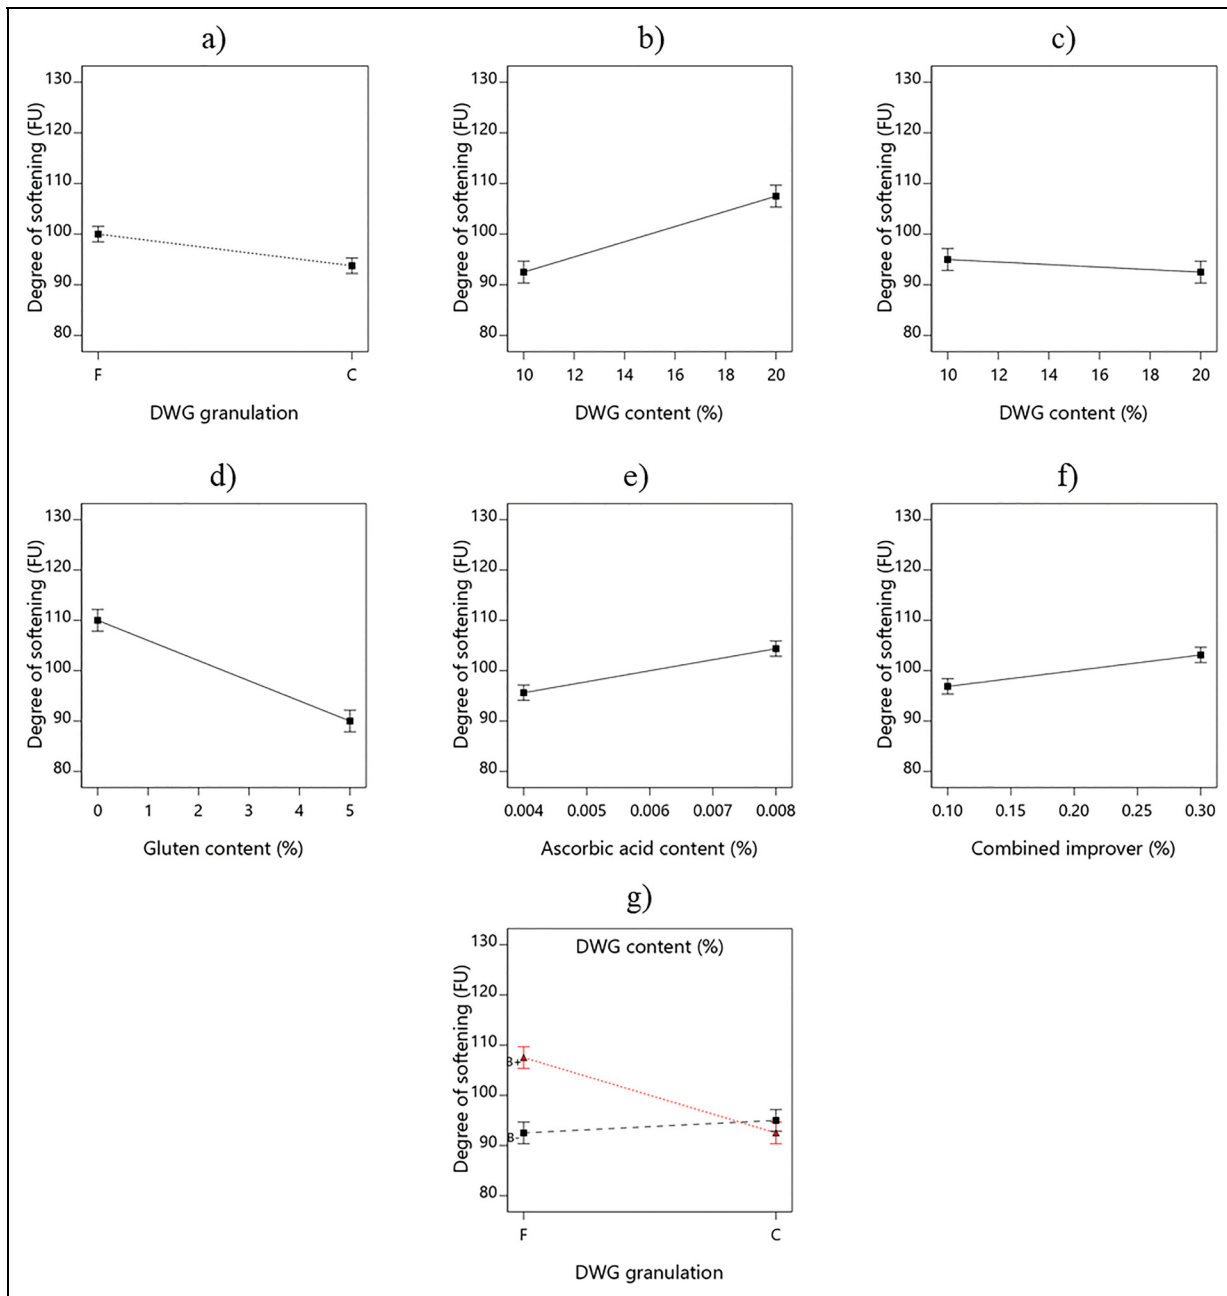 a)
130
120
110
100
90
80
Degree of softening (FU)
F
C
DWG granulation
b)
130
120
110
100
90
80
Degree of softening (FU)
10
12
14
16
18
20
DWG content (%)
c)
130
120
110
100
90
80
Degree of softening (FU)
10
12
14
16
18
20
DWG content (%)
d)
130
120
110
100
90
80
Degree of softening (FU)
0
1
2
3
4
5
Gluten content (%)
e)
130
120
110
100
90
80
Degree of softening (FU)
0.004
0.005
0.006
0.007
0.008
Ascorbic acid content (%)
f)
130
120
110
100
90
80
Degree of softening (FU)
0.10
0.15
0.20
0.25
0.30
Combined improver (%)
g)
DWG content (%)
130
120
110
100
90
80
Degree of softening (FU)
F
C
DWG granulation